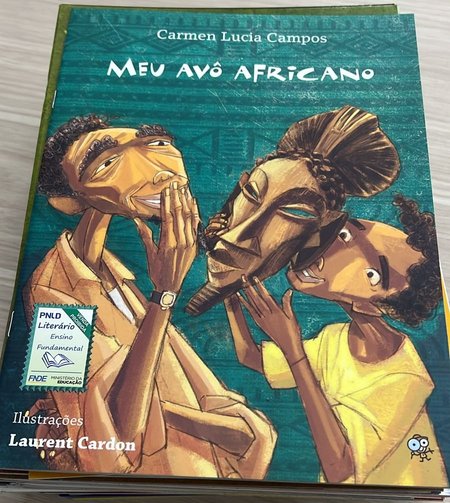 Carmen Lucia Campos
MEU AVÔ AFRICANO
PNLD
Literário
Ensino
Fundamental
FNDE
MINISTÉRIO DA
EDUCAÇÃO
Ilustrações
Laurent Cardon